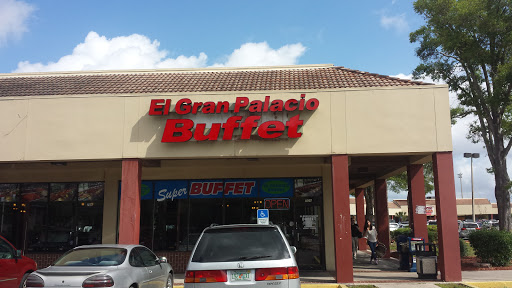 El Gran Palacio
Buffet
Super BUFFET
OPEN